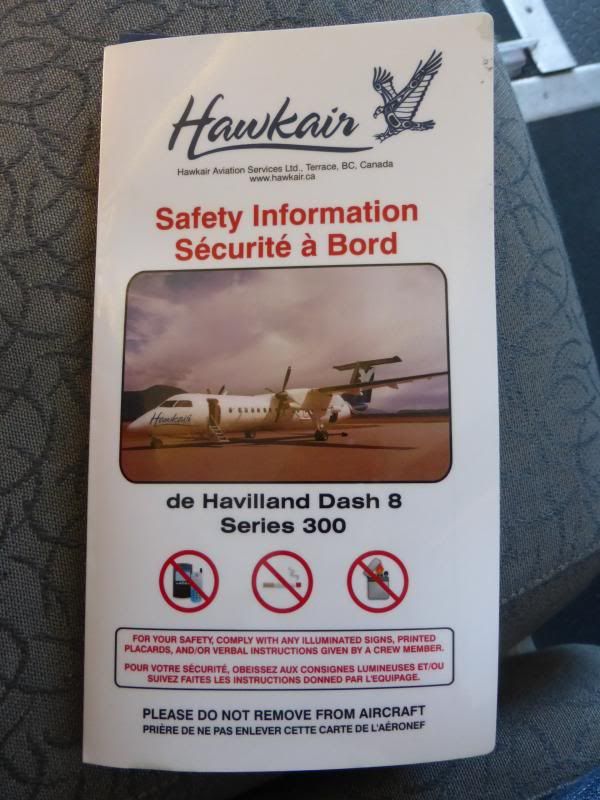 Hawkair
Hawkair Aviation Services Ltd., Terrace, BC, Canada
www.hawkair.ca
Safety Information
Sécurité à Bord
Hawkair
de Havilland Dash 8
Series 300
FOR YOUR SAFETY, COMPLY WITH ANY ILLUMINATED SIGNS, PRINTED
PLACARDS, AND/OR VERBAL INSTRUCTIONS GIVEN BY A CREW MEMBER.
POUR VOTRE SÉCURITÉ, OBEISSEZ AUX CONSIGNES LUMINEUSES ET/OU
SUIVEZ FAITES LES INSTRUCTIONS DONNED PAR L'EQUIPAGE.
PLEASE DO NOT REMOVE FROM AIRCRAFT
PRIÈRE DE NE PAS ENLEVER CETTE CARTE DE L'AÉRONEF